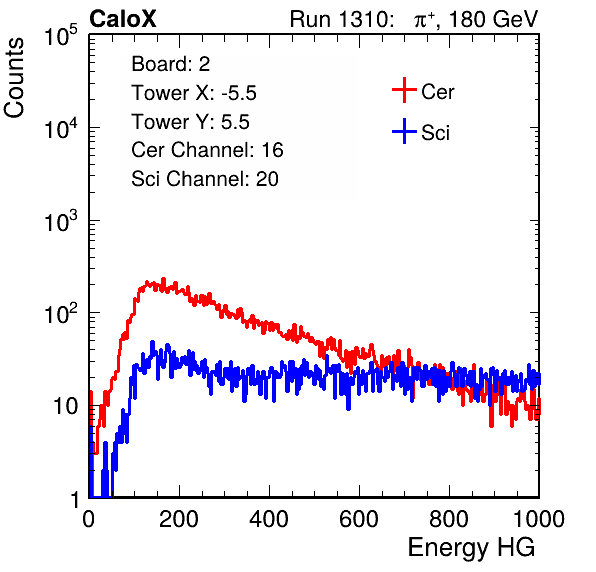 CaloX Run 1310: π⁺, 180 GeV
Counts
10⁵
10⁴
10³
10²
10
1
Board: 2
Tower X: -5.5
Tower Y: 5.5
Cer Channel: 16
Sci Channel: 20
Cer
Sci
0 200 400 600 800 1000
Energy HG